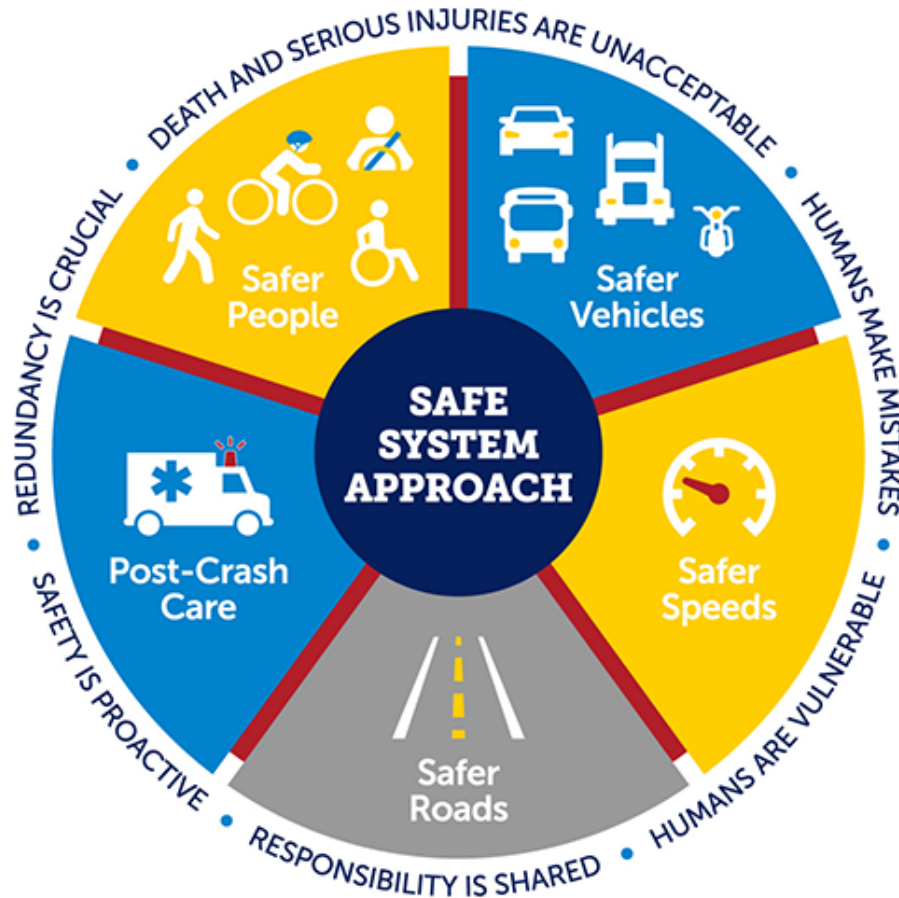 DEATH AND SERIOUS INJURIES ARE UNACCEPTABLE
HUMANS MAKE MISTAKES
HUMANS ARE VULNERABLE
RESPONSIBILITY IS SHARED
SAFETY IS PROACTIVE
REDUNDANCY IS CRUCIAL
Safer
People
Safer
Vehicles
SAFE
SYSTEM
APPROACH
Post-Crash
Care
Safer
Speeds
Safer
Roads